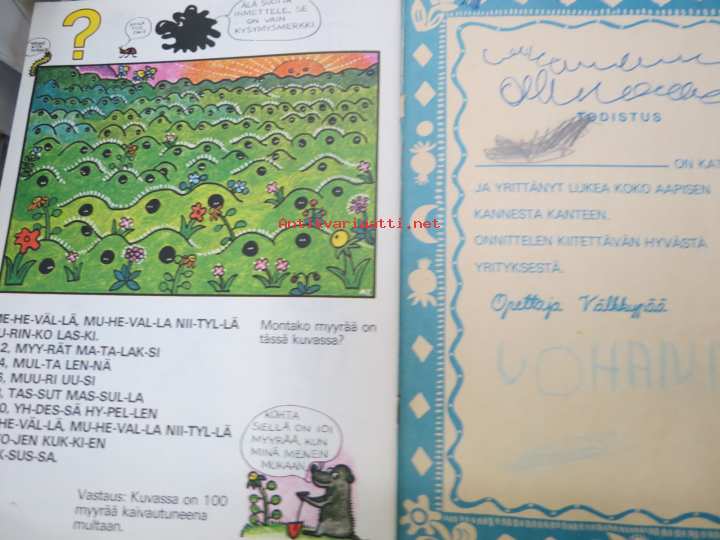 ÄLÄ SUOTTA
IHMETTELE, SE
ON VAIN
KYSYMYSMERKKI.
?
Antikvariaatti.net
ME-HE-VÄL-LÄ, MU-HE-VAL-LA NIIT-TYL-LÄ
U-RIN-KO LAS-KI.
2, MYY-RÄT MA-TA-LAK-SI
4, MUL-TA LEN-NÄ
MUU-RI UU-SI
TAS-SUT MAS-SUL-LA
0, YH-DES-SÄ HY-PEL-LEN
HE-VÄL-LÄ, MU-HE-VAL-LA NIIT-TYL-LÄ
O-JEN KUK-KI-EN
K-SUS-SA.
Montako myyrää on
tässä kuvassa?
KOHTA
SIELLÄ ON 101
MYYRÄÄ, KUN
MINÄ MENEN
MUKAAN.
Vastaus: Kuvassa on 100
myyrää kaivautuneena
multaan.
TODISTUS
ON KAT
JA YRITTÄNYT LUKEA KOKO AAPISEN
KANNESTA KANTEEN.
ONNITTELEN KIITETTÄVÄN HYVÄSTÄ
YRITYKSESTÄ.
Opettaja Välkkypää